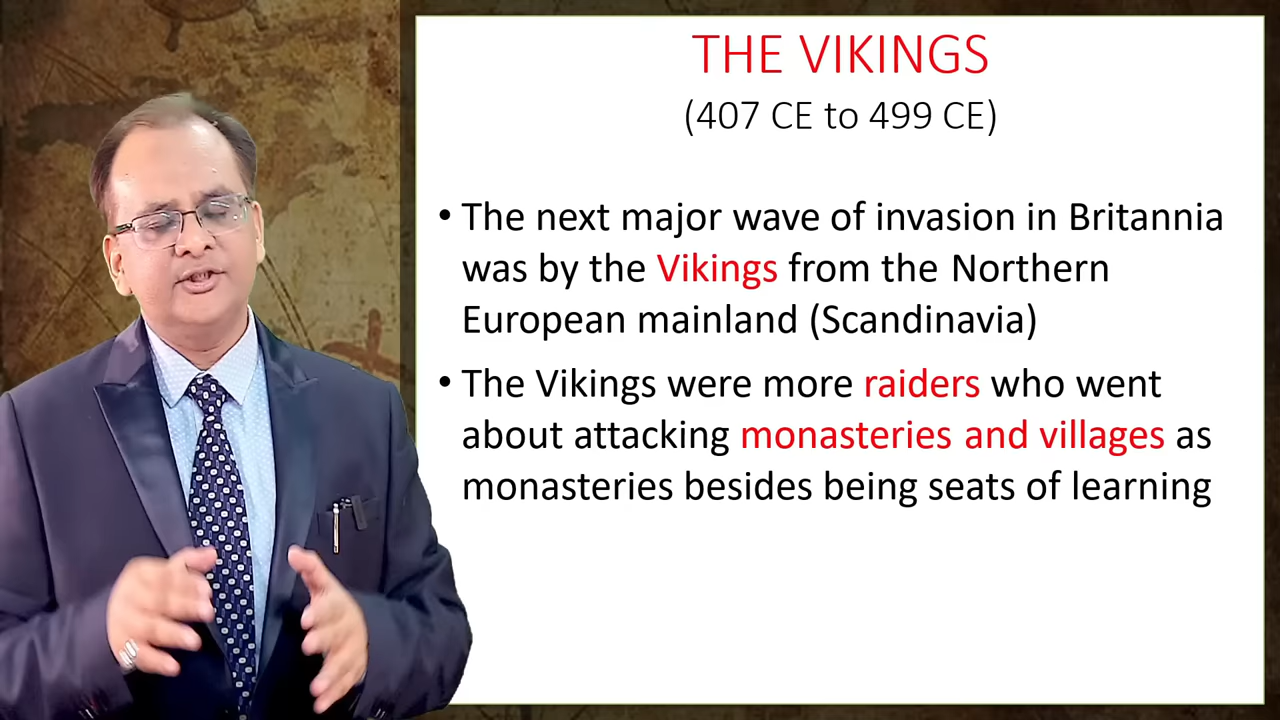 THE VIKINGS
(407 CE to 499 CE)
• The next major wave of invasion in Britannia
was by the Vikings from the Northern
European mainland (Scandinavia)
• The Vikings were more raiders who went
about attacking monasteries and villages as
monasteries besides being seats of learning